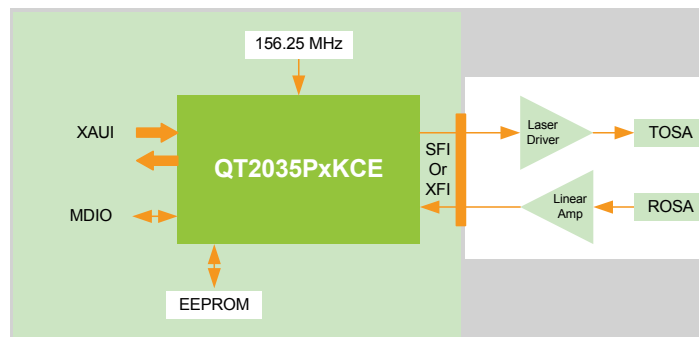 156.25 MHz
XAUI
QT2035PxKCE
MDIO
EEPROM
SFI
Or
XFI
Laser
Driver
TOSA
Linear
Amp
ROSA